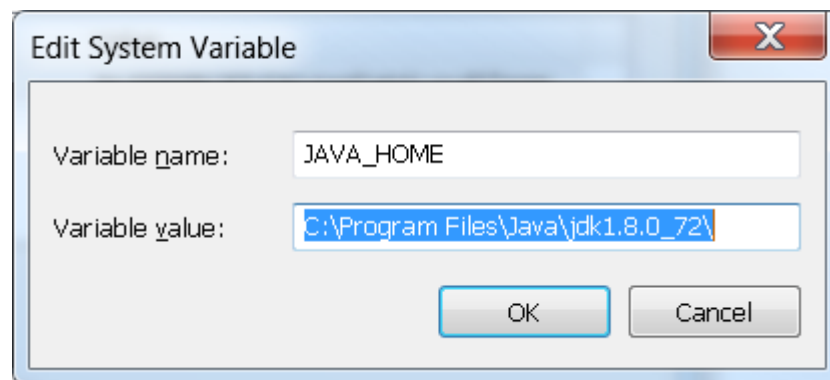 Edit System Variable
Variable name: JAVA_HOME
Variable value: C:\Program Files\Java\jdk1.8.0_72\
OK Cancel